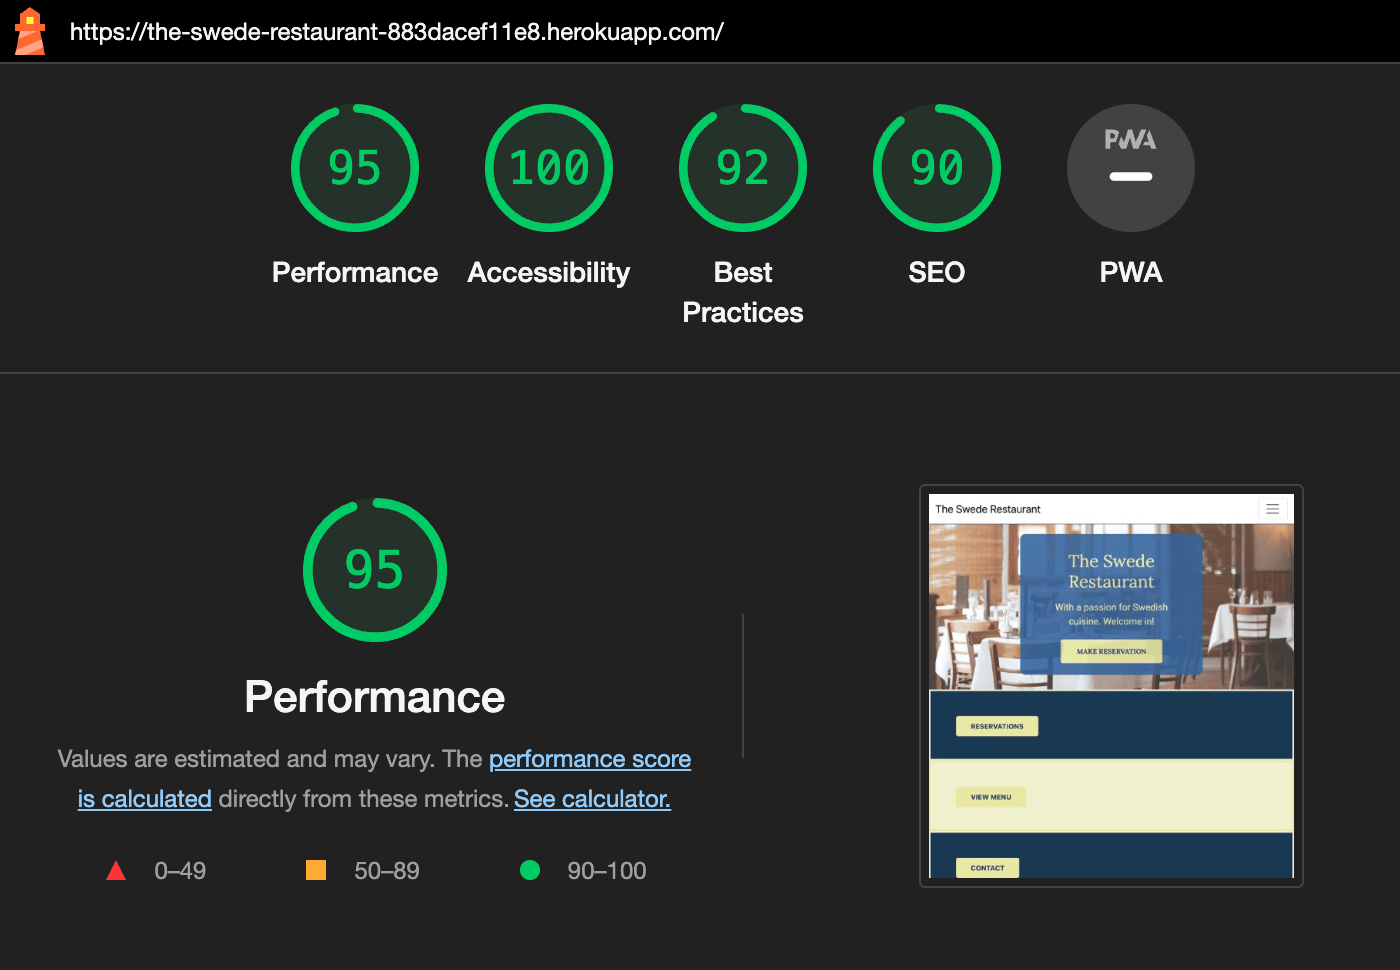 https://the-swede-restaurant-883dacef11e8.herokuapp.com/
95
100
92
90
PWA
Performance
Accessibility
Best
Practices
SEO
PWA
95
Performance
Values are estimated and may vary. The performance score
is calculated directly from these metrics. See calculator.
0–49
50–89
90–100
The Swede Restaurant
The Swede
Restaurant
With a passion for Swedish
cuisine. Welcome in!
MAKE RESERVATION
RESERVATIONS
VIEW MENU
CONTACT